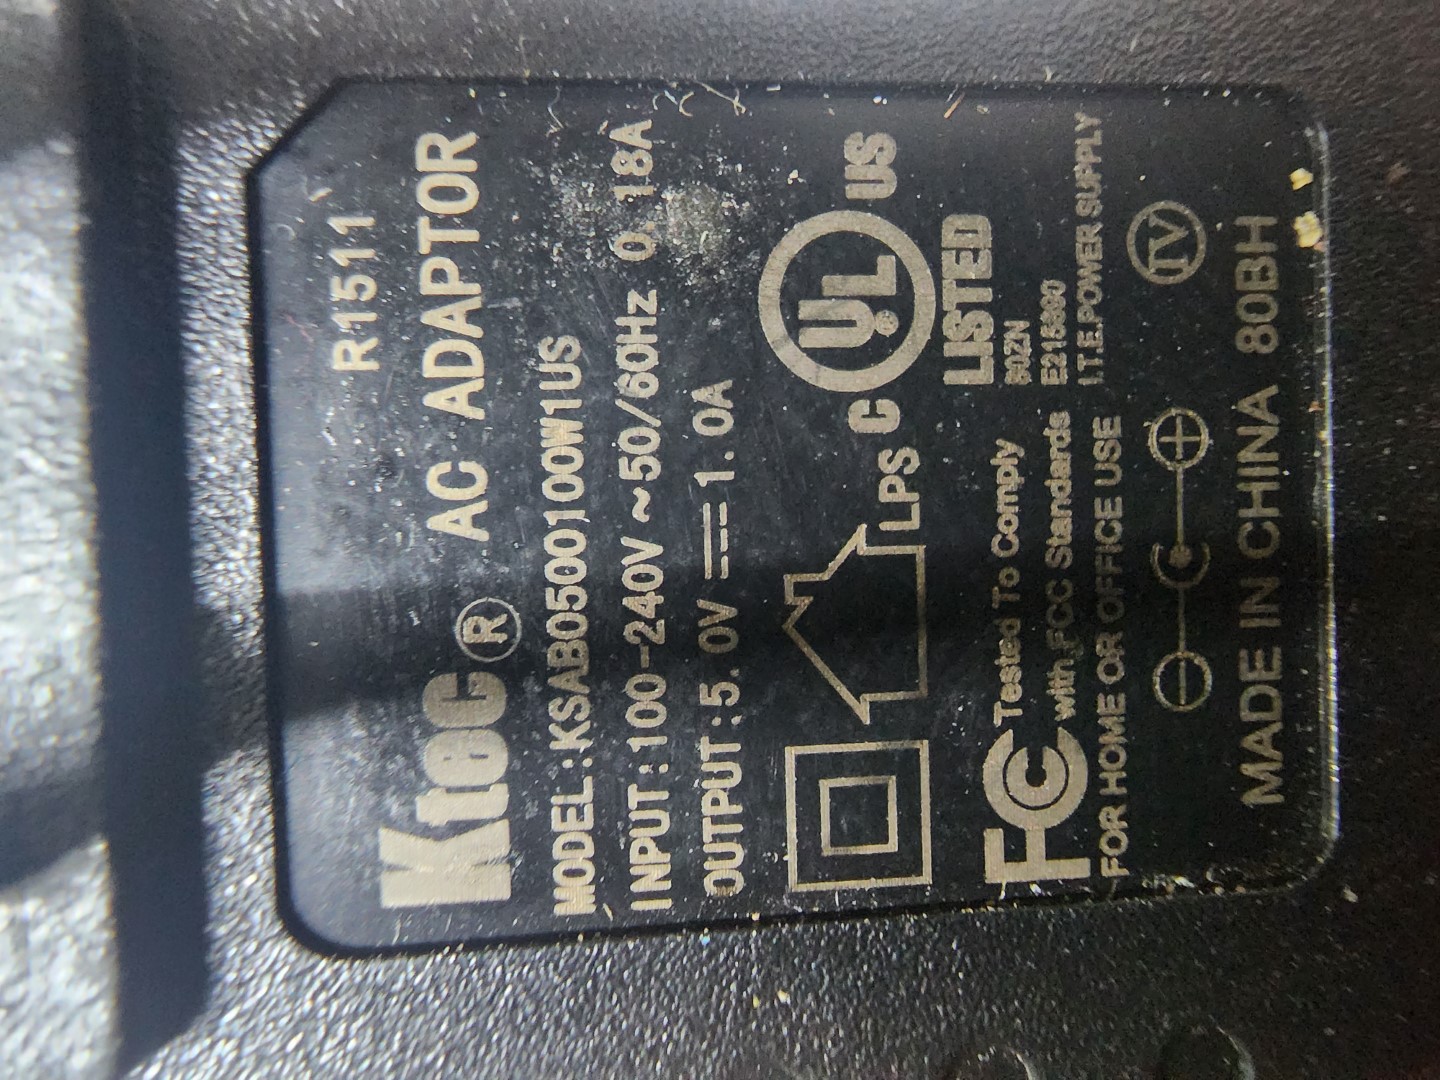 R1511
Ktec® AC ADAPTOR
MODEL:KSAB0500100W1US
INPUT:100-240V ~50/60Hz 0.18A
OUTPUT:5.0V ⎓ 1.0A
LPS
C UL ® US
LISTED
80ZN
E215890
I.T.E.POWER SUPPLY
FC Tested To Comply
with FCC Standards
FOR HOME OR OFFICE USE
IV
MADE IN CHINA 80BH